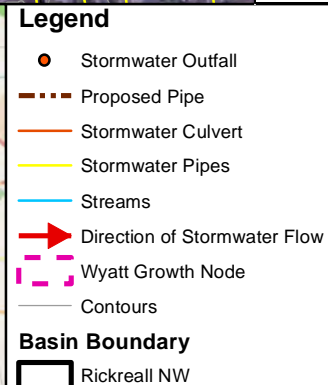 Legend
Stormwater Outfall
Proposed Pipe
Stormwater Culvert
Stormwater Pipes
Streams
Direction of Stormwater Flow
Wyatt Growth Node
Contours
Basin Boundary
Rickreall NW